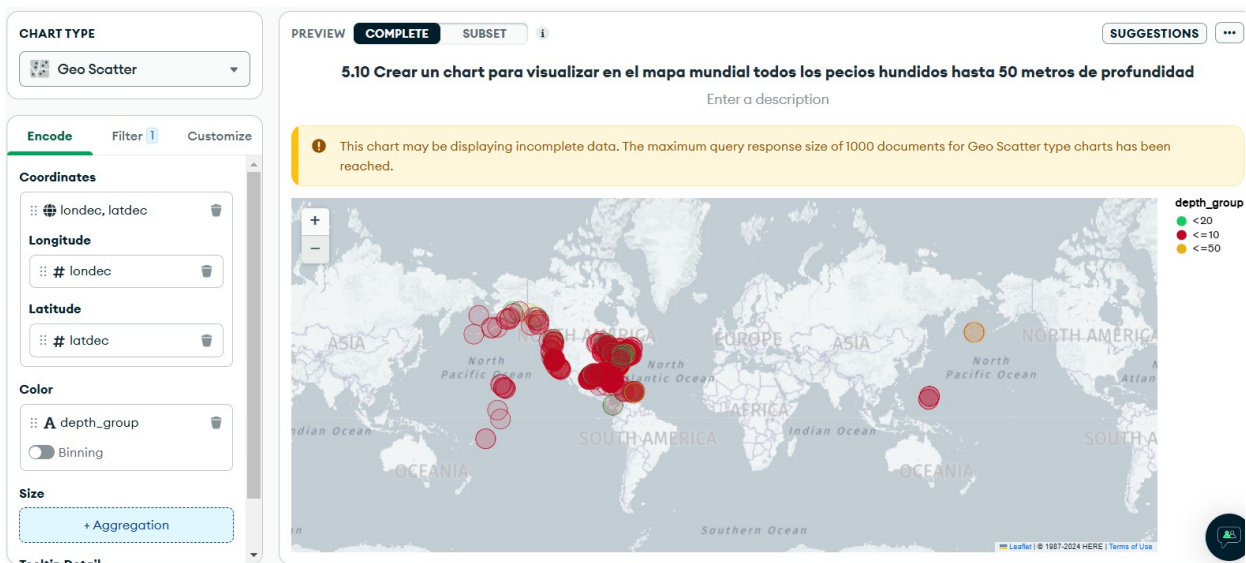 CHART TYPE
Geo Scatter
Encode
Filter 1
Customize
Coordinates
londec, latdec
Longitude
# londec
Latitude
# latdec
Color
A depth_group
Binning
Size
+ Aggregation
Tooltip Detail
PREVIEW
COMPLETE
SUBSET
i
SUGGESTIONS
...
5.10 Crear un chart para visualizar en el mapa mundial todos los pecios hundidos hasta 50 metros de profundidad
Enter a description
! This chart may be displaying incomplete data. The maximum query response size of 1000 documents for Geo Scatter type charts has been
reached.
+
−
ASIA
NORTH AMERICA
EUROPE
ASIA
NORTH AMERICA
North
Pacific Ocean
North
Atlantic Ocean
North
Pacific Ocean
Atlan
AFRICA
Indian Ocean
SOUTH AMERICA
Indian Ocean
SOUTH A
OCEANIA
OCEANIA
Southern Ocean
Leaflet | © 1987-2024 HERE | Terms of Use
depth_group
<20
<=10
<=50